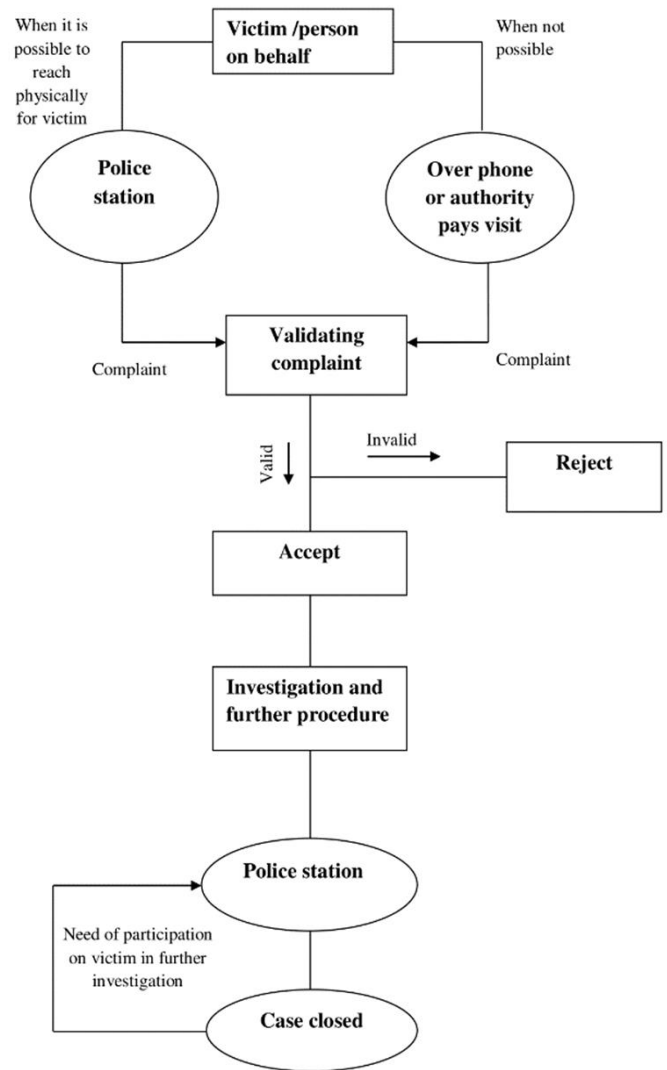 When it is
possible to
reach
physically
for victim
Victim /person
on behalf
When not
possible
Police
station
Over phone
or authority
pays visit
Validating
complaint
Complaint
Complaint
Valid
Invalid
Reject
Accept
Investigation and
further procedure
Police station
Need of participation
on victim in further
investigation
Case closed